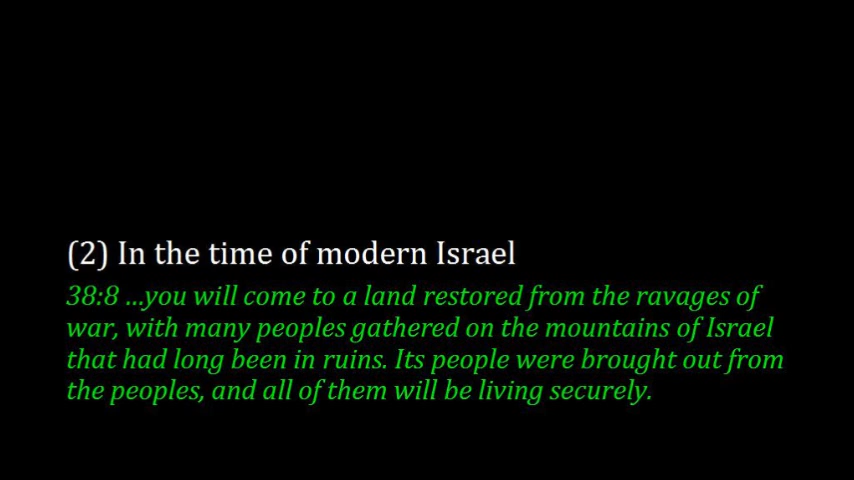 (2) In the time of modern Israel
38:8 …you will come to a land restored from the ravages of
war, with many peoples gathered on the mountains of Israel
that had long been in ruins. Its people were brought out from
the peoples, and all of them will be living securely.